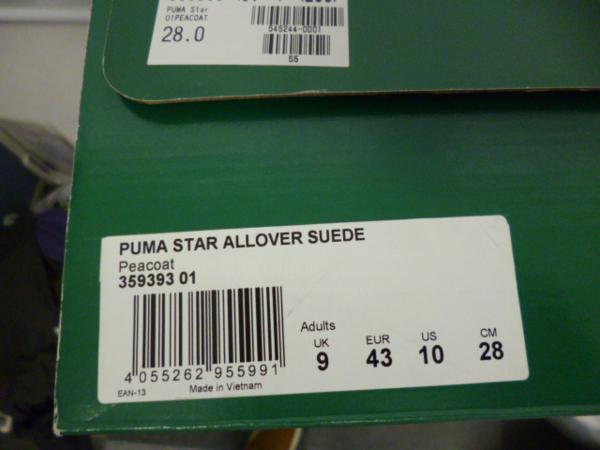 PUMA Star
01PEACOAT
28.0
545244-0001
55
PUMA STAR ALLOVER SUEDE
Peacoat
359393 01
Adults
UK EUR US CM
9 43 10 28
4 055262 955991
EAN-13 Made in Vietnam